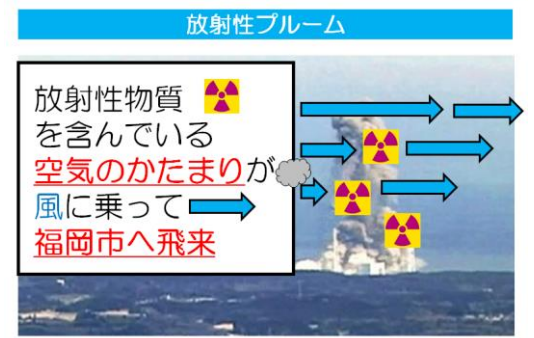 放射性プルーム
放射性物質
を含んでいる
空気のかたまりが
風に乗って
福岡市へ飛来